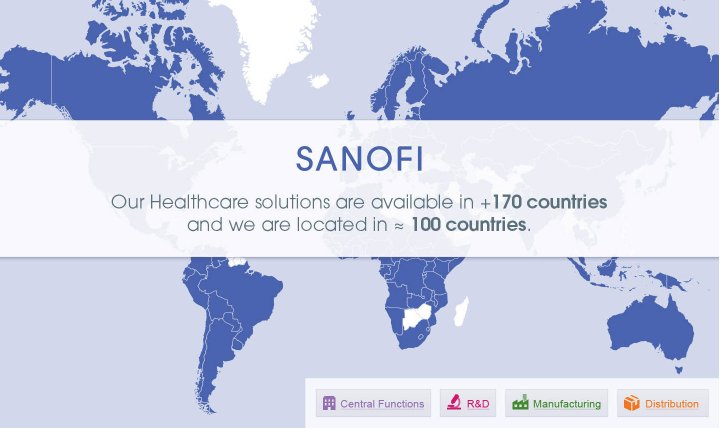 SANOFI
Our Healthcare solutions are available in +170 countries
and we are located in ≈ 100 countries.
Central Functions
R&D
Manufacturing
Distribution